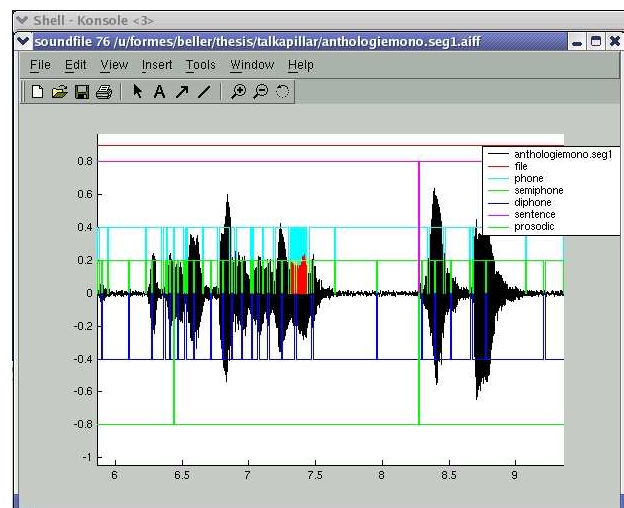 Shell - Konsole <3>
soundfile 76 /u/formes/beller/thesis/talkapillar/anthologiemono.seg1.aiff
File Edit View Insert Tools Window Help
A
anthologiemono.seg1
file
phone
semiphone
diphone
sentence
prosodic
0.8
0.6
0.4
0.2
0
-0.2
-0.4
-0.6
-0.8
-1
6 6.5 7 7.5 8 8.5 9